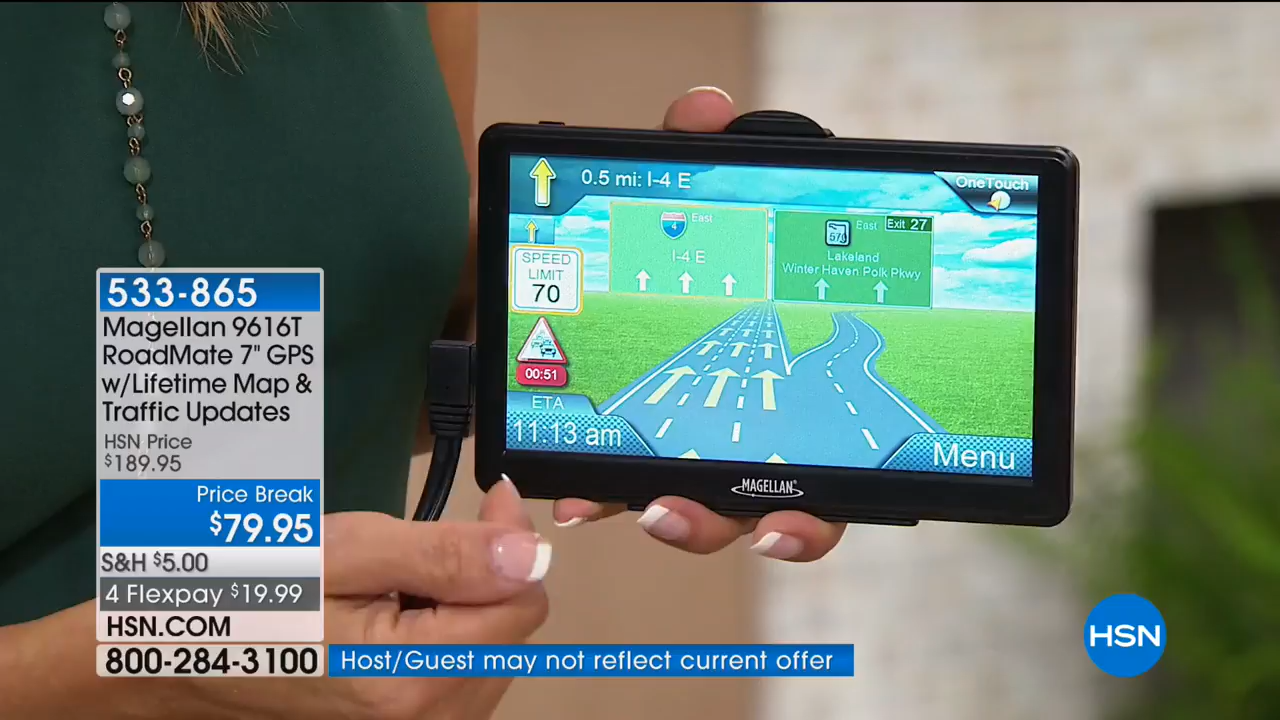 0.5 mi: I-4 E
OneTouch
East
4
I-4 E
East
Exit 27
570
Lakeland
Winter Haven Polk Pkwy
SPEED
LIMIT
70
00:51
ETA
11:13 am
Menu
MAGELLAN
533-865
Magellan 9616T
RoadMate 7" GPS
w/Lifetime Map &
Traffic Updates
HSN Price
$189.95
Price Break
$79.95
S&H $5.00
4 Flexpay $19.99
HSN.COM
800-284-3100
Host/Guest may not reflect current offer
HSN